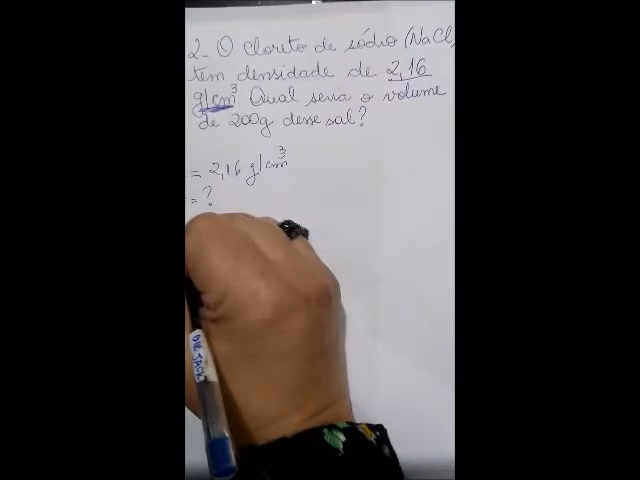 2- O cloreto de sódio (NaCl)
tem densidade de 2,16
g/cm³ Qual seria o volume
de 200g desse sal?
= 2,16 g/cm³
= ?